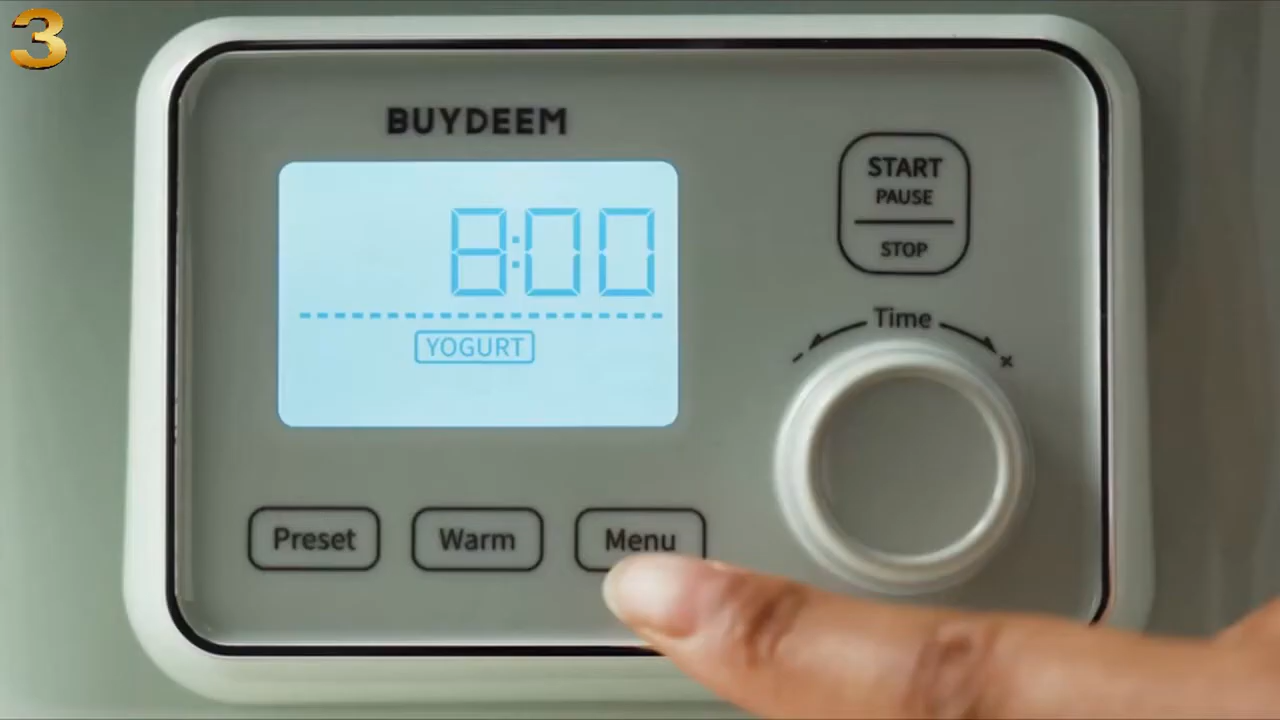 3
BUYDEEM
8:00
YOGURT
START
PAUSE
STOP
Time
- +
Preset
Warm
Menu